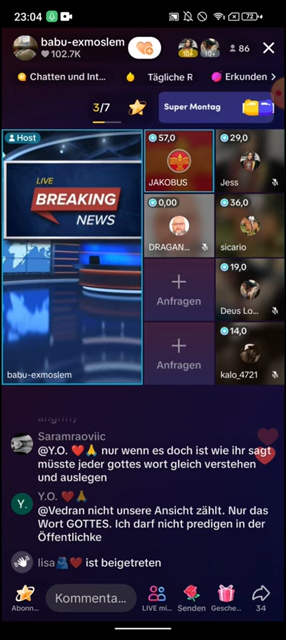 23:04
72
babu-exmoslem
102.7K
86
Chatten und Int...
Tägliche R
Erkunden
3/7
Super Montag
Host
LIVE
BREAKING
NEWS
babu-exmoslem
57,0
JAKOBUS
29,0
Jess
0,00
DRAGAN...
36,0
sicario
Anfragen
19,0
Deus Lo...
Anfragen
14,0
kalo_4721
Saramraoviic
@Y.O. ❤️🙏 nur wenn es doch ist wie ihr sagt
müsste jeder gottes wort gleich verstehen
und auslegen
Y.O. ❤️🙏
@Vedran nicht unsere Ansicht zählt. Nur das
Wort GOTTES. Ich darf nicht predigen in der
Öffentlichke
lisa🫂❤️ ist beigetreten
Abonn...
Kommenta...
LIVE mi...
Senden
Gesche...
34